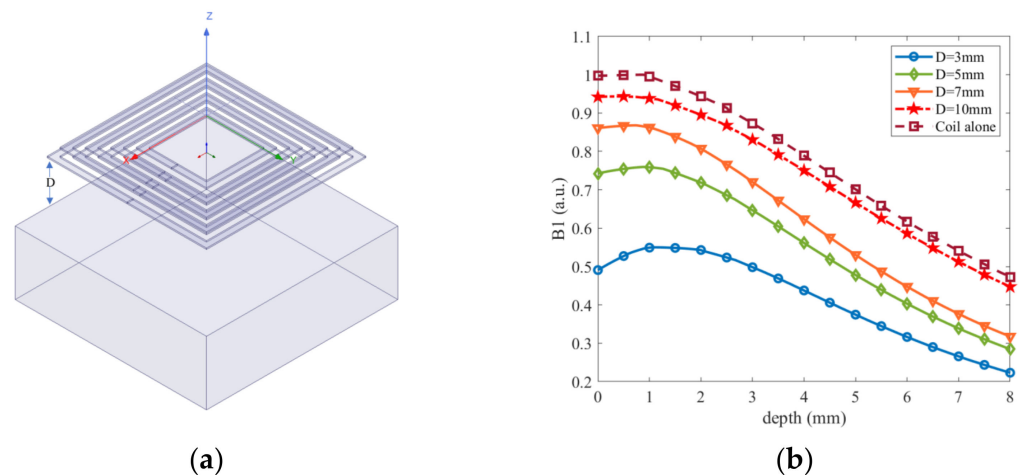 Z
X
Y
D
B1 (a.u.)
1.1
1
0.9
0.8
0.7
0.6
0.5
0.4
0.3
0.2
D=3mm
D=5mm
D=7mm
D=10mm
Coil alone
0 1 2 3 4 5 6 7 8
depth (mm)
(a) (b)